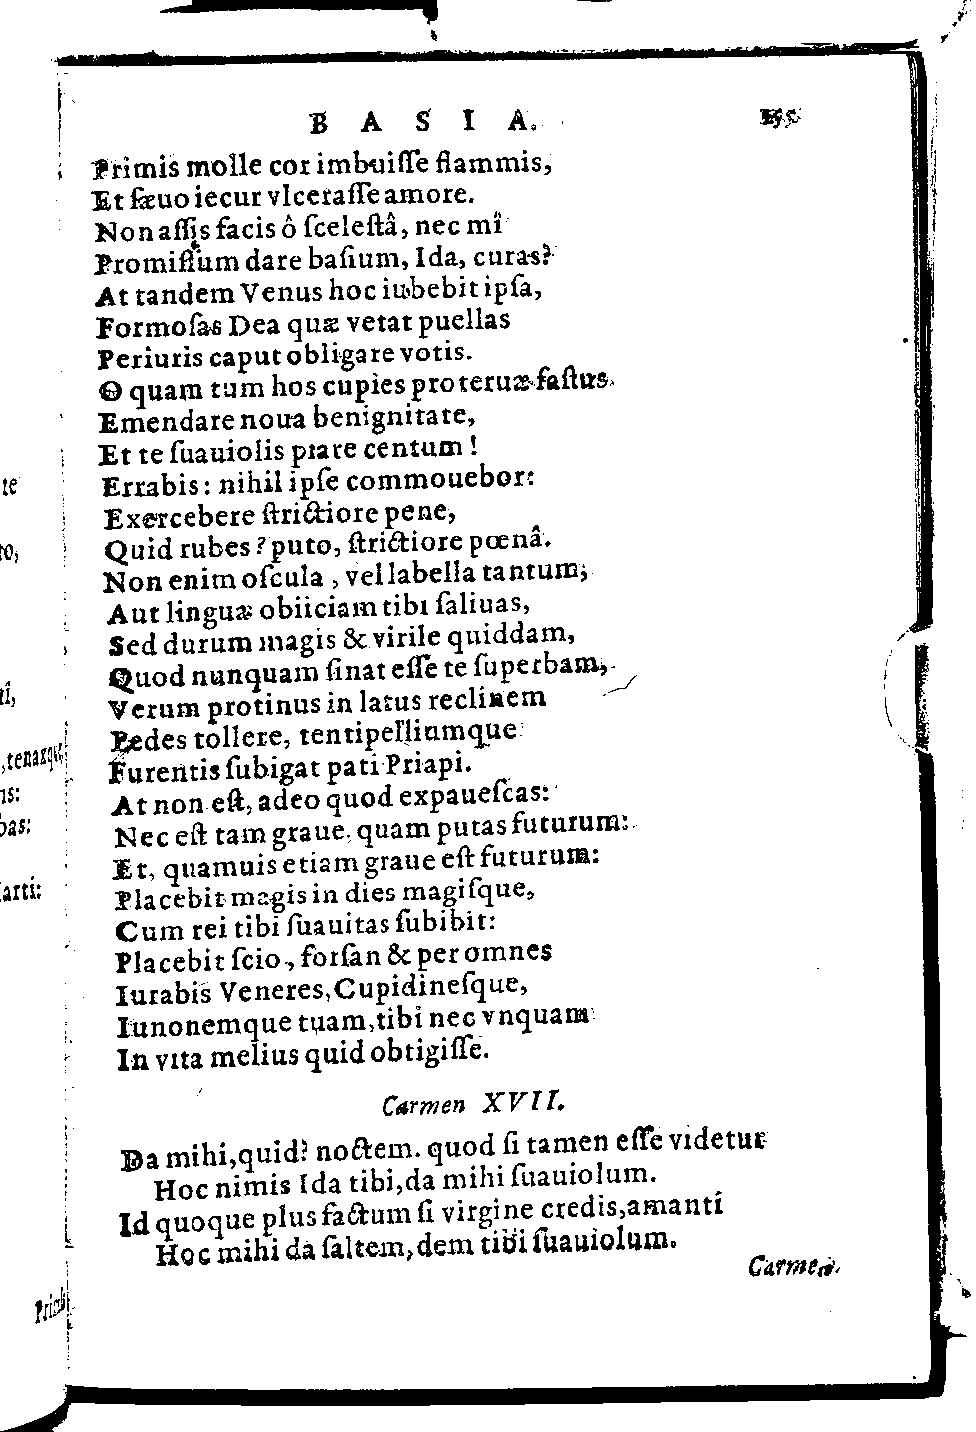 BASIA.
Primis molle cor imbuiſſe flammis,
Et ſæuo iecur vlceraſſe amore.
Non aſſis facis ô ſceleſtâ, nec mî
Promiſſum dare baſium, Ida, curas?
At tandem Venus hoc iubebit ipſa,
Formoſas Dea quæ vetat puellas
Periuris caput obligare votis.
O quam tum hos cupies proteruæ faſtus
Emendare noua benignitate,
Et te ſuauiolis piare centum!
Errabis: nihil ipſe commouebor:
Exercebere ſtrictiore pene,
Quid rubes? puto, ſtrictiore pœnâ.
Non enim oſcula, vel labella tantum;
Aut linguæ obiiciam tibi ſaliuas,
Sed durum magis & virile quiddam,
Quod nunquam ſinat eſſe te ſuperbam,
Verum protinus in latus reclinem
Pedes tollere, tentipelliumque
Furentis ſubigat pati Priapi.
At non eſt, adeo quod expaueſcas:
Nec eſt tam graue, quam putas futurum:
Et, quamuis etiam graue eſt futurum:
Placebit magis in dies magiſque,
Cum rei tibi ſuauitas ſubibit:
Placebit ſcio, forſan & per omnes
Iurabis Veneres, Cupidineſque,
Iunonemque tuam, tibi nec vnquam
In vita melius quid obtigiſſe.
Carmen XVII.
Da mihi, quid? noctem. quod ſi tamen eſſe videtur
Hoc nimis Ida tibi, da mihi ſuauiolum.
Id quoque plus factum ſi virgine credis, amanti
Hoc mihi da ſaltem, dem tibi ſuauiolum.
Carmen
te
to,
tî,
, tenaxque
ns:
bas:
arti: